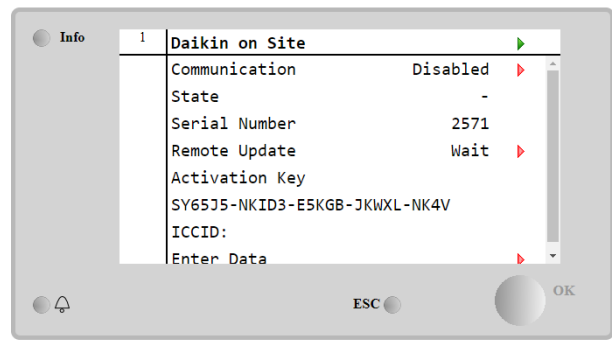 Info
1 Daikin on Site
Communication Disabled
State -
Serial Number 2571
Remote Update Wait
Activation Key
SY65J5-NKID3-E5KGB-JKWXL-NK4V
ICCID:
Enter Data
ESC
OK